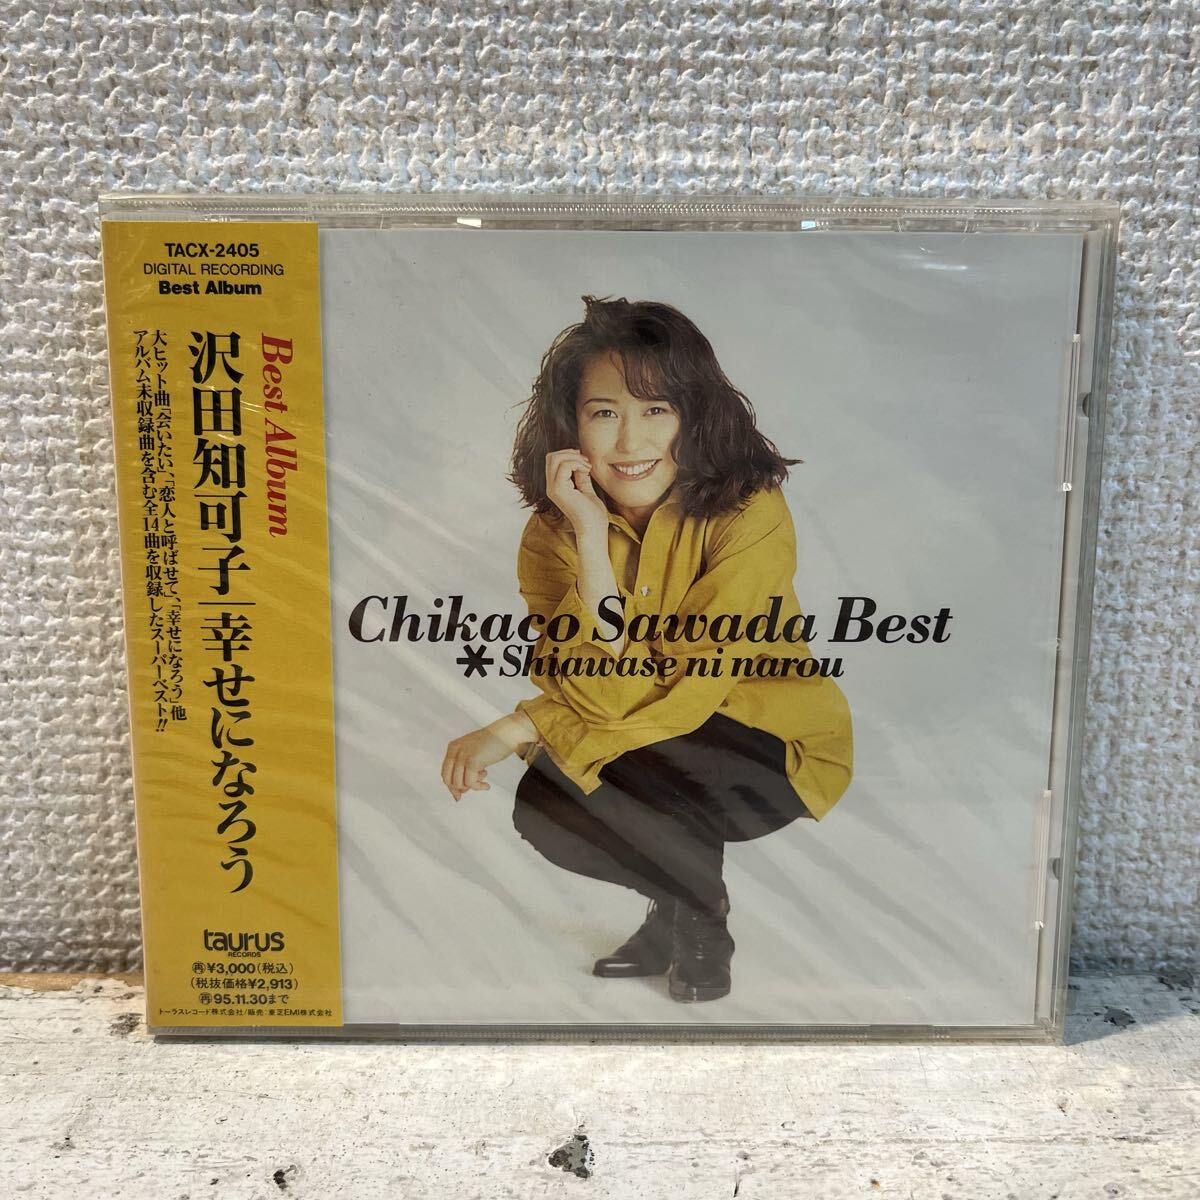 TACX-2405
DIGITAL RECORDING
Best Album
Best Album
沢田知可子|幸せになろう
大ヒット曲「会いたい」、「恋人と呼ばせて」、「幸せになろう」他
アルバム未収録曲を含む全14曲を収録したスーパーベスト!!
taurus
RECORDS
再¥3,000(税込)
(税抜価格¥2,913)
再95.11.30まで
トーラスレコード株式会社/販売:東芝EMI株式会社
Chikaco Sawada Best
*Shiawase ni narou